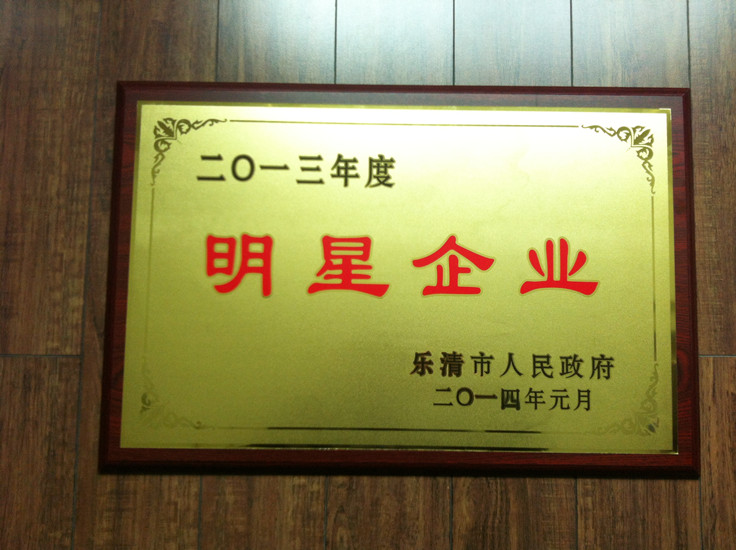 二〇一三年度
明星企业
乐清市人民政府
二〇一四年元月